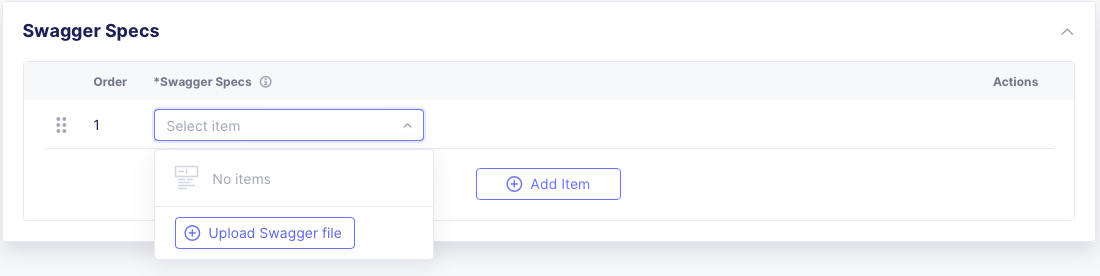 Swagger Specs
Order *Swagger Specs Actions
1 Select item
No items
Add Item
Upload Swagger file